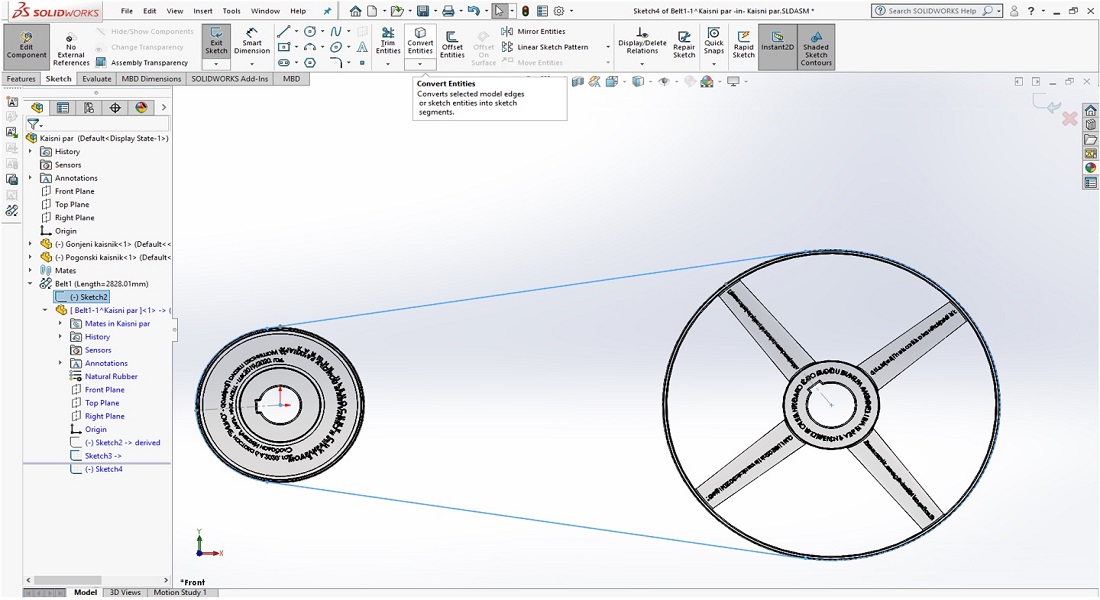 SOLIDWORKS
File Edit View Insert Tools Window Help
Sketch4 of Belt1-1^Kaisni par -in- Kaisni par.SLDASM *
Search SOLIDWORKS Help
Edit Component
No External References
Hide/Show Components
Change Transparency
Assembly Transparency
Exit Sketch
Smart Dimension
Trim Entities
Convert Entities
Offset Entities
Offset On Surface
Mirror Entities
Linear Sketch Pattern
Move Entities
Display/Delete Relations
Repair Sketch
Quick Snaps
Rapid Sketch
Instant2D
Shaded Sketch Contours
Features Sketch Evaluate MBD Dimensions SOLIDWORKS Add-Ins MBD
Convert Entities
Converts selected model edges
or sketch entities into sketch
segments.
Kaisni par (Default<Display State-1>)
History
Sensors
Annotations
Front Plane
Top Plane
Right Plane
Origin
(-) Gonjeni kaisnik<1> (Default<<
(-) Pogonski kaisnik<1> (Default<
Mates
Belt1 (Length=2828.01mm)
(-) Sketch2
[ Belt1-1^Kaisni par ]<1> -> (
Mates in Kaisni par
History
Sensors
Annotations
Natural Rubber
Front Plane
Top Plane
Right Plane
Origin
(-) Sketch2 -> derived
Sketch3 ->
(-) Sketch4
Y
X
*Front
Model 3D Views Motion Study 1